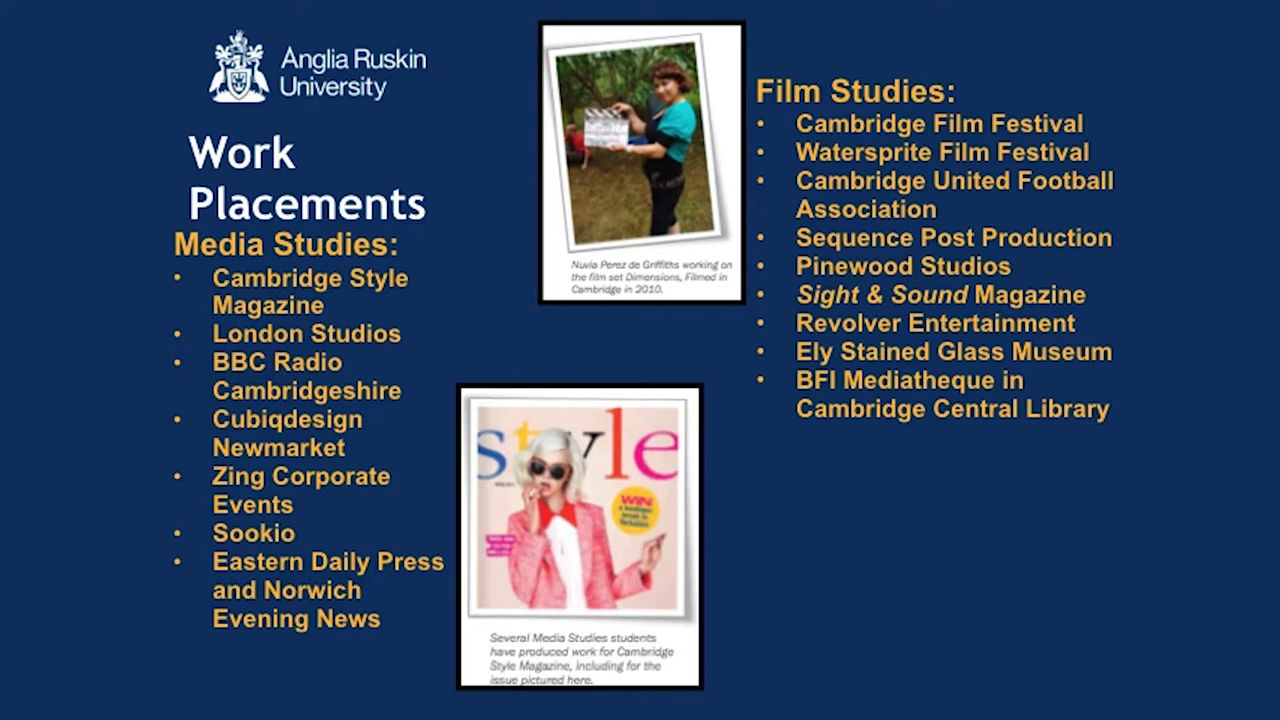 Anglia Ruskin
University
Work
Placements
Media Studies:
• Cambridge Style
Magazine
• London Studios
• BBC Radio
Cambridgeshire
• Cubiqdesign
Newmarket
• Zing Corporate
Events
• Sookio
• Eastern Daily Press
and Norwich
Evening News
Nuvia Perez de Griffiths working on
the film set Dimensions, Filmed in
Cambridge in 2010.
style
WIN
Several Media Studies students
have produced work for Cambridge
Style Magazine, including for the
issue pictured here.
Film Studies:
• Cambridge Film Festival
• Watersprite Film Festival
• Cambridge United Football
Association
• Sequence Post Production
• Pinewood Studios
• Sight & Sound Magazine
• Revolver Entertainment
• Ely Stained Glass Museum
• BFI Mediatheque in
Cambridge Central Library